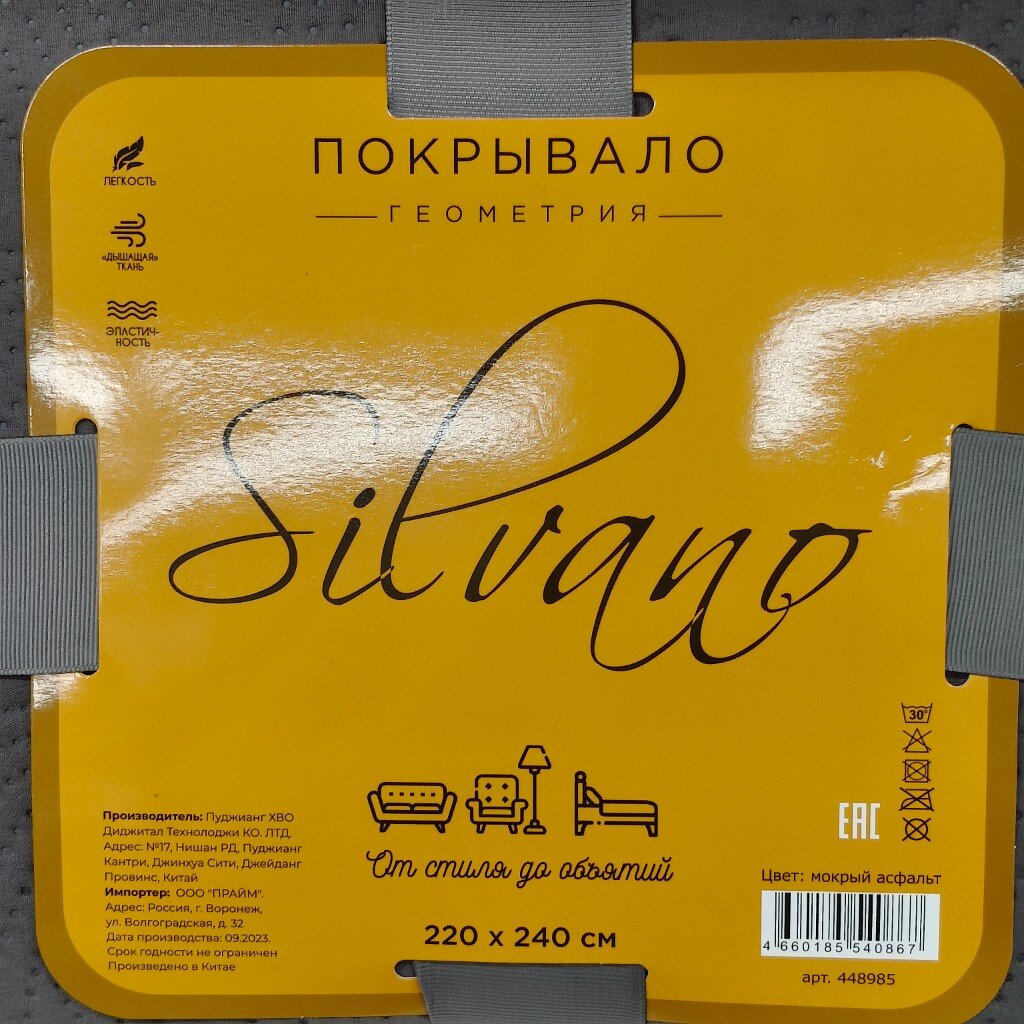 ПОКРЫВАЛО
ГЕОМЕТРИЯ
ЛЕГКОСТЬ
«ДЫШАЩАЯ»
ТКАНЬ
ЭЛАСТИЧ-
НОСТЬ
Silvano
30°
Производитель: Пуджианг ХВО
Диджитал Технолоджи КО. ЛТД.
Адрес: №17, Нишан РД, Пуджианг
Кантри, Джинхуа Сити, Джейданг
Провинс, Китай
Импортер: ООО "ПРАЙМ".
Адрес: Россия, г. Воронеж,
ул. Волгоградская, д. 32
Дата производства: 09.2023.
Срок годности не ограничен
Произведено в Китае
От стиля до объятий
220 х 240 см
EAC
Цвет: мокрый асфальт
4 660185 540867
арт. 448985